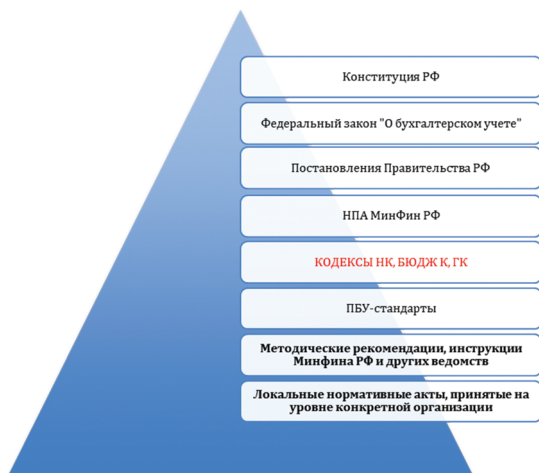 Конституция РФ
Федеральный закон "О бухгалтерском учете"
Постановления Правительства РФ
НПА МинФин РФ
КОДЕКСЫ НК, БЮДЖ К, ГК
ПБУ-стандарты
Методические рекомендации, инструкции
Минфина РФ и других ведомств
Локальные нормативные акты, принятые на
уровне конкретной организации